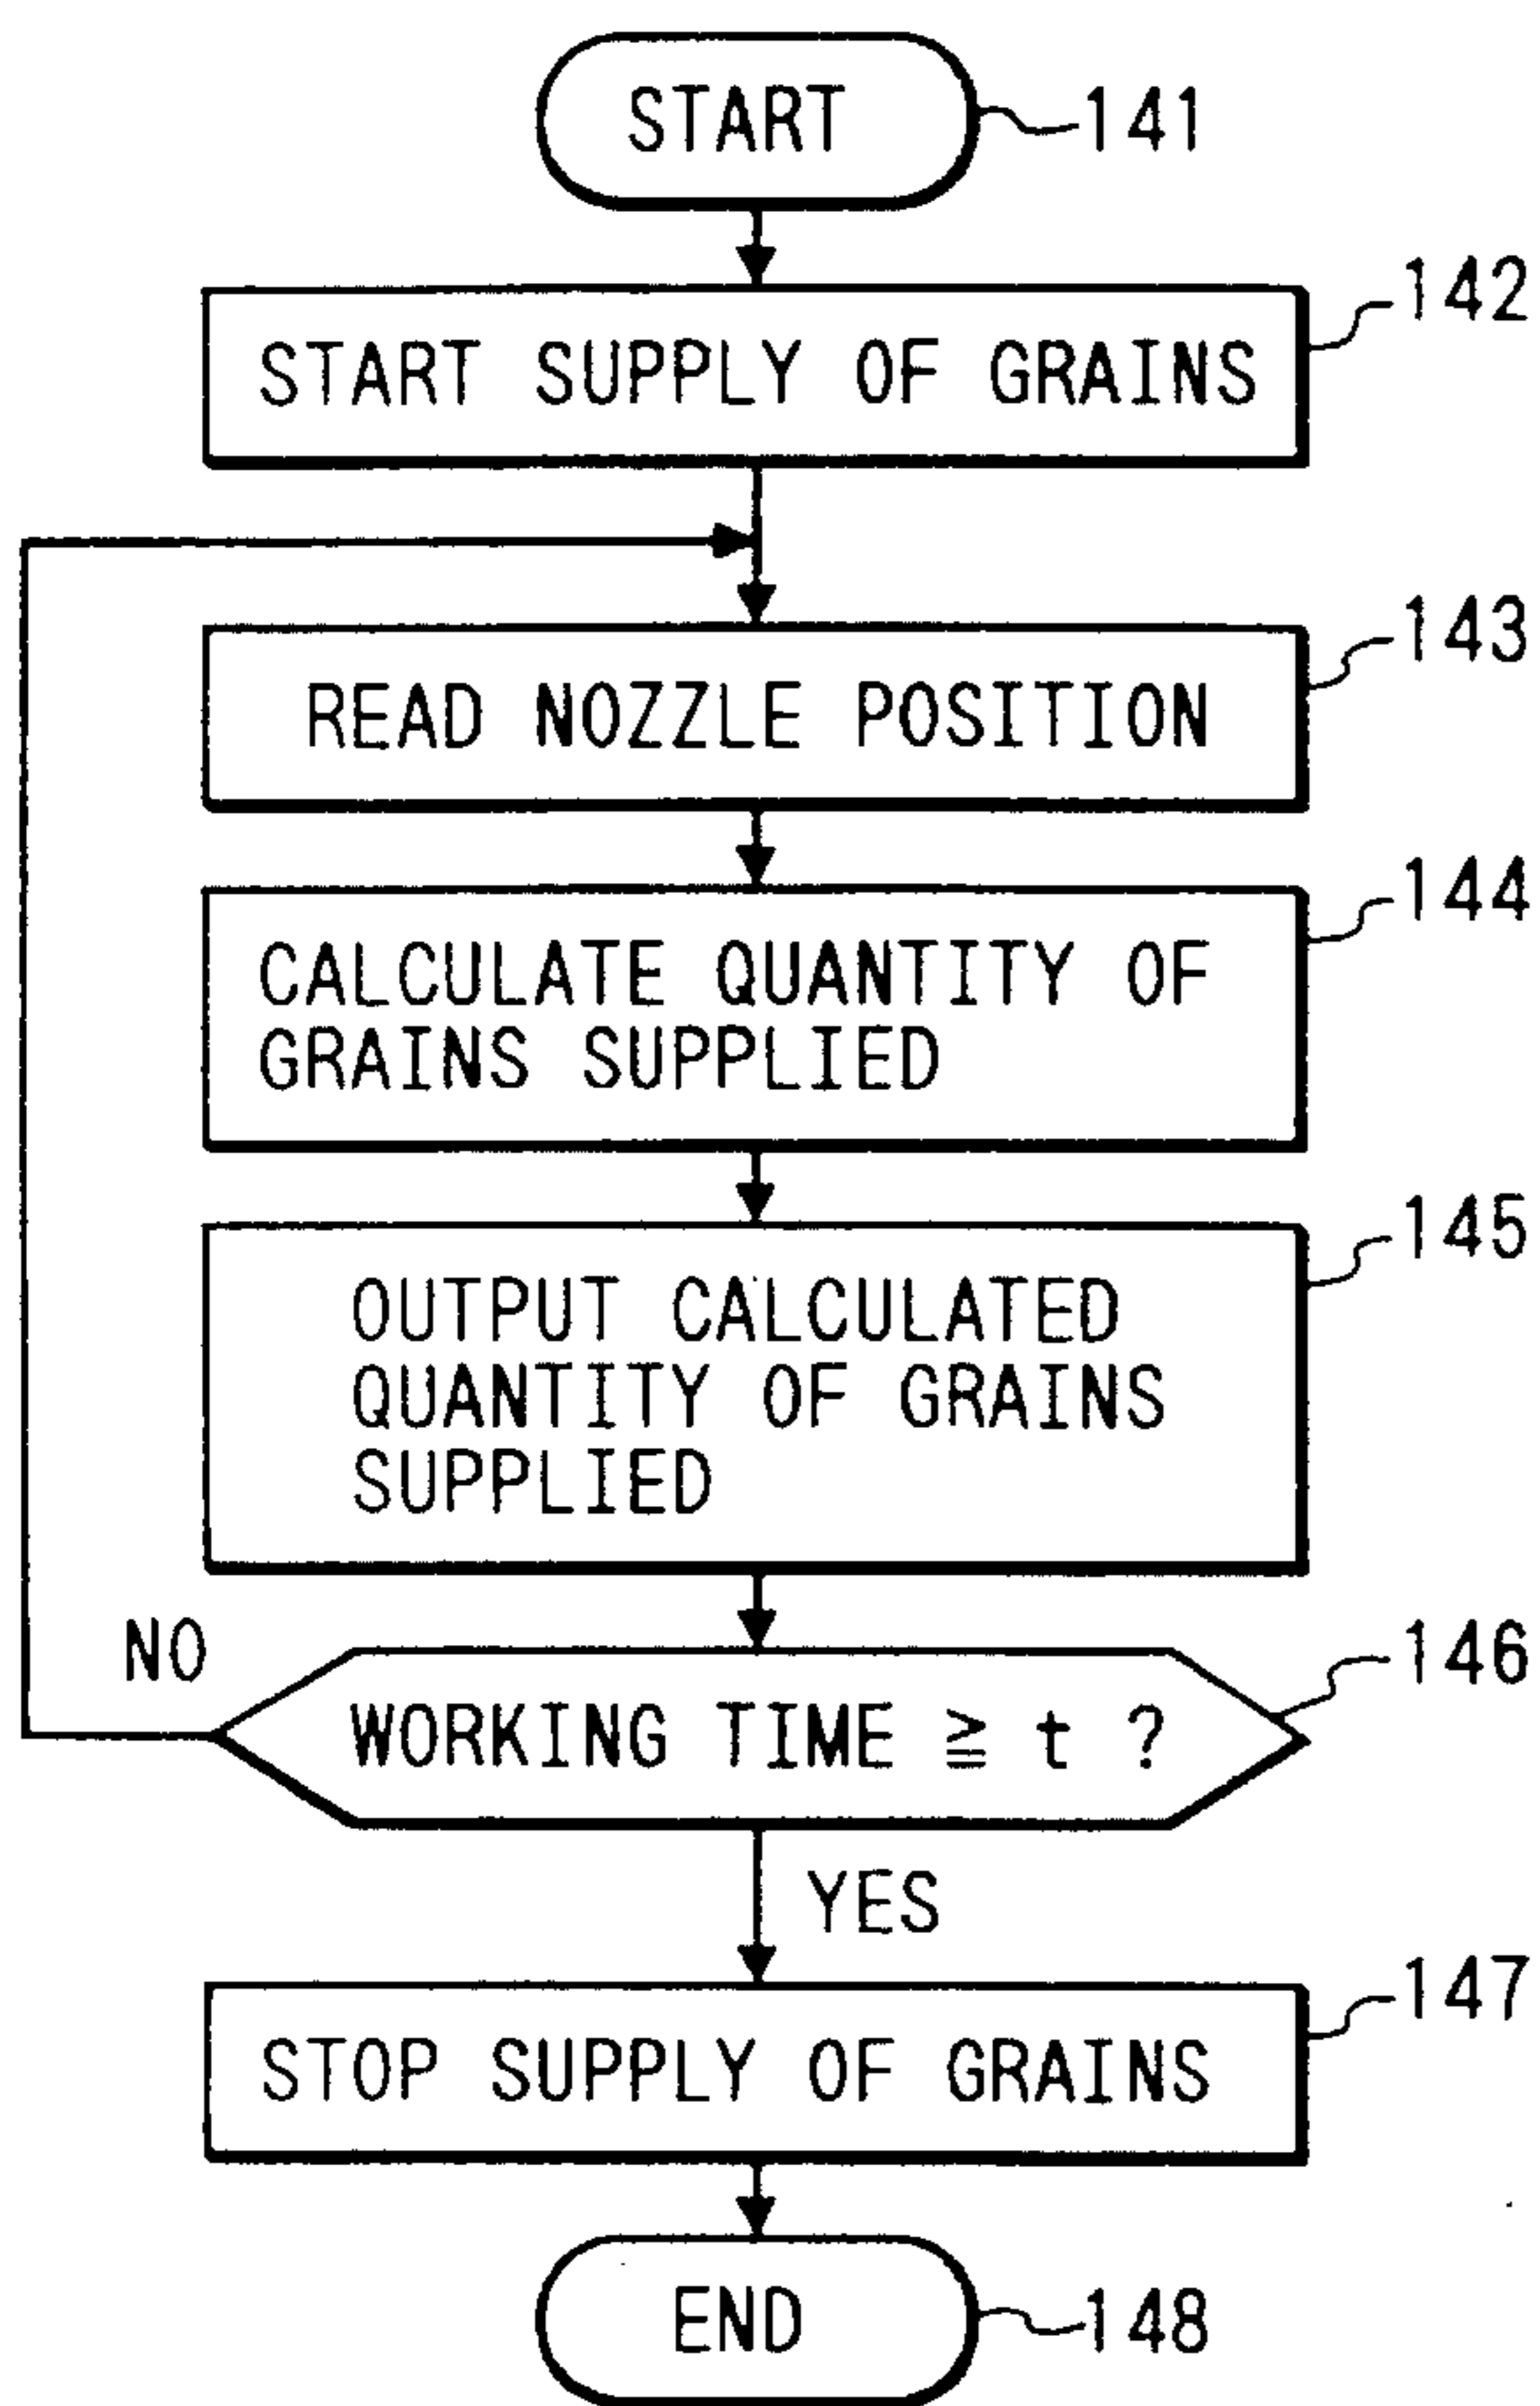 START
141
142
START SUPPLY OF GRAINS
143
READ NOZZLE POSITION
144
CALCULATE QUANTITY OF
GRAINS SUPPLIED
145
OUTPUT CALCULATED
QUANTITY OF GRAINS
SUPPLIED
NO
146
WORKING TIME ≧ t ?
YES
147
STOP SUPPLY OF GRAINS
END
148